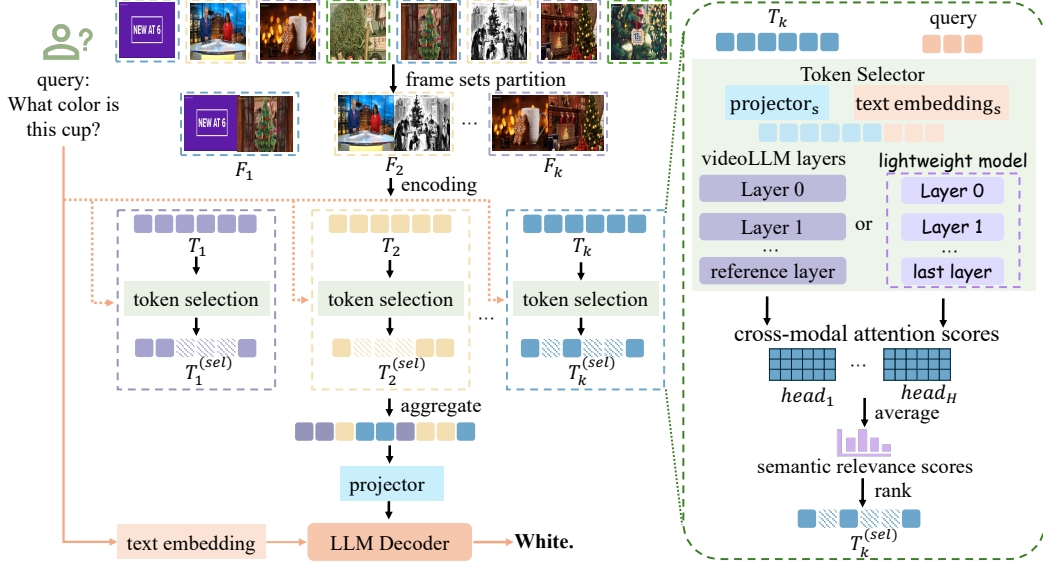 ?
query:
What color is
this cup?
NEW AT 6
frame sets partition
NEW AT 6
...
F_1
F_2
F_k
encoding
T_1
T_2
T_k
token selection
token selection
token selection
...
T_1^{(sel)}
T_2^{(sel)}
T_k^{(sel)}
aggregate
projector
text embedding
LLM Decoder
White.
T_k
query
Token Selector
projector_s
text embedding_s
videoLLM layers
lightweight model
Layer 0
Layer 0
Layer 1
or
Layer 1
...
...
reference layer
last layer
cross-modal attention scores
...
head_1
head_H
average
semantic relevance scores
rank
T_k^{(sel)}